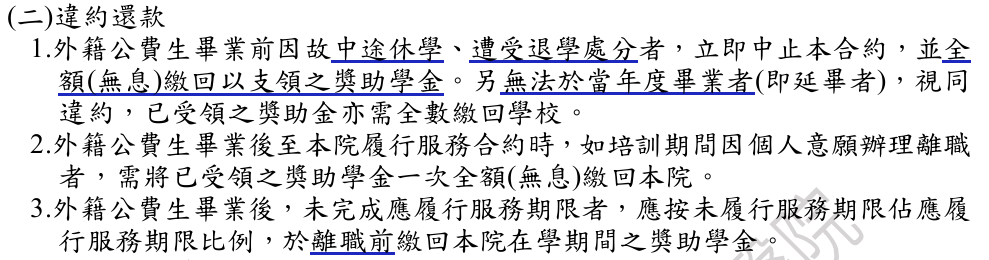 (二)違約還款
1.外籍公費生畢業前因故中途休學、遭受退學處分者，立即中止本合約，並全
額(無息)繳回以支領之獎助學金。另無法於當年度畢業者(即延畢者)，視同
違約，已受領之獎助金亦需全數繳回學校。
2.外籍公費生畢業後至本院履行服務合約時，如培訓期間因個人意願辦理離職
者，需將已受領之獎助學金一次全額(無息)繳回本院。
3.外籍公費生畢業後，未完成應履行服務期限者，應按未履行服務期限佔應履
行服務期限比例，於離職前繳回本院在學期間之獎助學金。
院